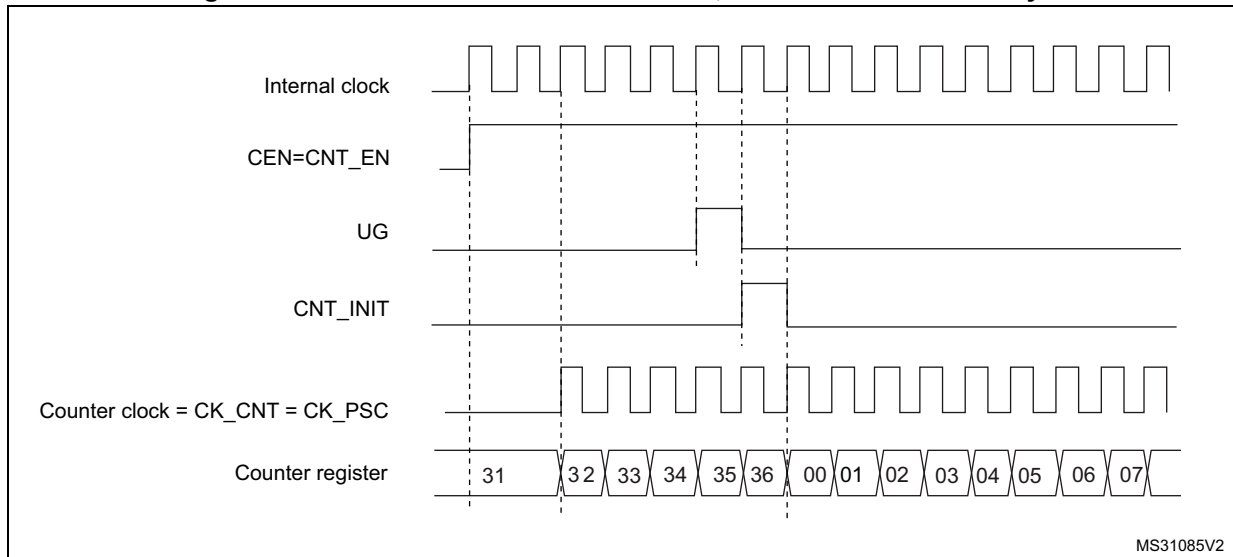 Internal clock
CEN=CNT_EN
UG
CNT_INIT
Counter clock = CK_CNT = CK_PSC
Counter register 31 32 33 34 35 36 00 01 02 03 04 05 06 07
MS31085V2